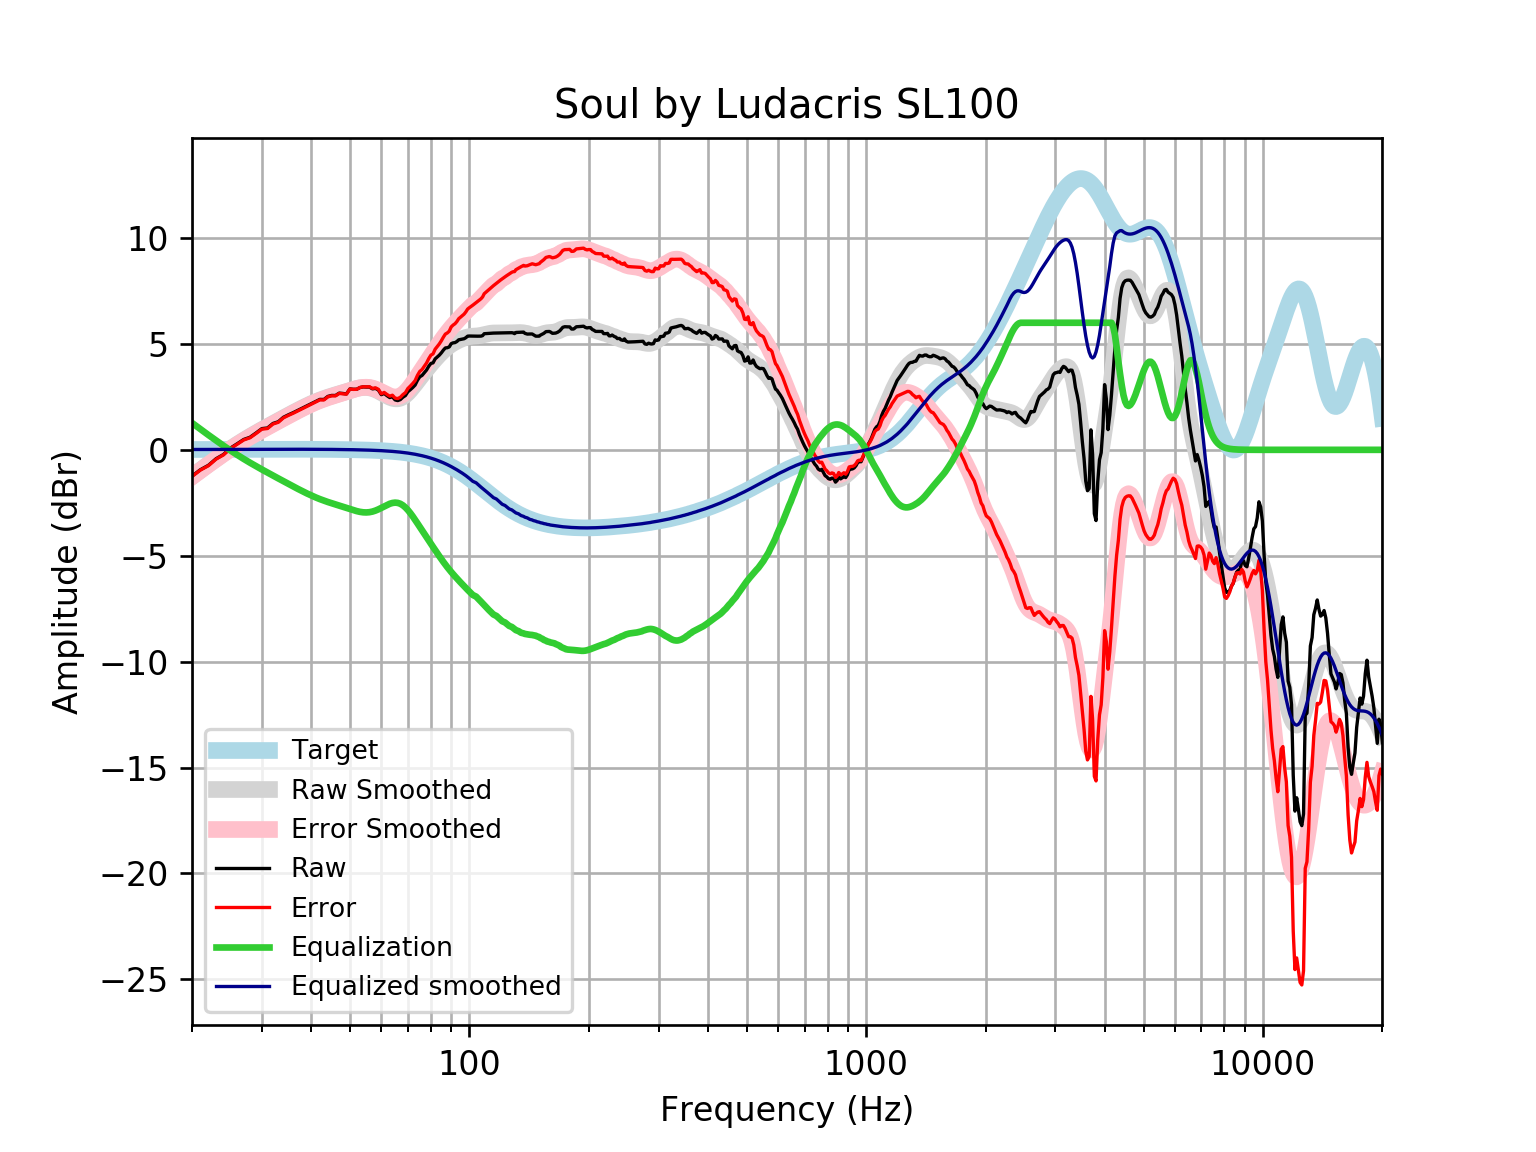 Soul by Ludacris SL100
10
5
0
−5
−10
−15
−20
−25
Amplitude (dBr)
Target
Raw Smoothed
Error Smoothed
Raw
Error
Equalization
Equalized smoothed
100
1000
10000
Frequency (Hz)